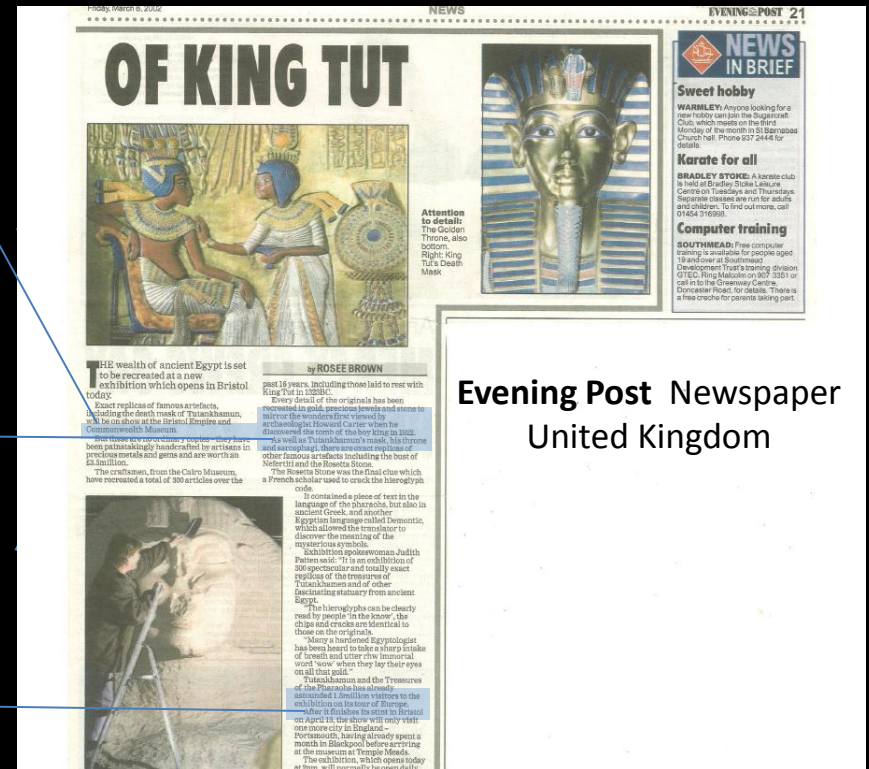 Friday, March 8, 2002
NEWS
EVENING POST 21
OF KING TUT
Attention
to detail:
The Golden
Throne, also
bottom.
Right: King
Tut's Death
Mask
NEWS
IN BRIEF
Sweet hobby
WARMLEY: Anyone looking for a
new hobby can join the Sugarcraft
Club, which meets on the third
Monday of the month in St Barnabas
Church hall. Phone 937 2444 for
details.
Karate for all
BRADLEY STOKE: A karate club
is held at Bradley Stoke Leisure
Centre on Tuesdays and Thursdays.
Separate classes are run for adults
and children. To find out more, call
01454 316998.
Computer training
SOUTHMEAD: Free computer
training is available for people aged
19 and over at Southmead
Development Trust's training division
GTEC. Ring Malcolm on 907 3351 or
call in to the Greenway Centre,
Doncaster Road, for details. There is
a free creche for parents taking part.
THE wealth of ancient Egypt is set
to be recreated at a new
exhibition which opens in Bristol
today.
Exact replicas of famous artefacts,
including the death mask of Tutankhamun,
will be on show at the Bristol Empire and
Commonwealth Museum.
But these are no ordinary copies - they have
been painstakingly handcrafted by artisans in
precious metals and gems and are worth an
£3.5million.
The craftsmen, from the Cairo Museum,
have recreated a total of 300 articles over the
by ROSEE BROWN
past 16 years, including those laid to rest with
King Tut in 1323BC.
Every detail of the originals has been
recreated in gold, precious jewels and stone to
mirror the wonders first viewed by
archaeologist Howard Carter when he
discovered the tomb of the boy king in 1922.
As well as Tutankhamun's mask, his throne
and sarcophagi, there are exact replicas of
other famous artefacts including the bust of
Nefertiti and the Rosetta Stone.
The Rosetta Stone was the final clue which
a French scholar used to crack the hieroglyph
code.
It contained a piece of text in the
language of the pharaohs, but also in
ancient Greek, and another
Egyptian language called Demontic,
which allowed the translator to
discover the meaning of the
mysterious symbols.
Exhibition spokeswoman Judith
Patten said: "It is an exhibition of
300 spectacular and totally exact
replicas of the treasures of
Tutankhamen and of other
fascinating statuary from ancient
Egypt.
"The hieroglyphs can be clearly
read by people 'in the know', the
chips and cracks are identical to
those on the originals.
"Many a hardened Egyptologist
has been heard to take a sharp intake
of breath and utter rhw immorial
word 'wow' when they lay their eyes
on all that gold."
Tutankhamun and the Treasures
of the Pharaohs has already
astounded 1.5million visitors to the
exhibition on its tour of Europe.
After it finishes its stint in Bristol
on April 13, the show will only visit
one more city in England –
Portsmouth, having already spent a
month in Blackpool before arriving
at the museum at Temple Meads.
The exhibition, which opens today
at 2pm, will normally be open daily
Evening Post Newspaper
United Kingdom